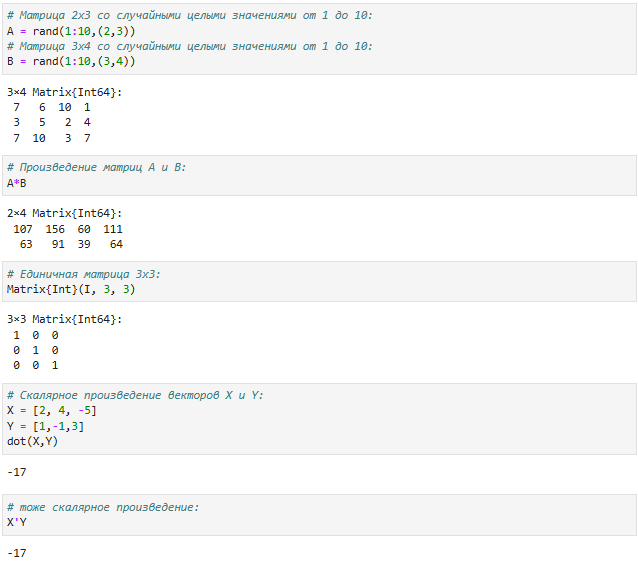 # Матрица 2x3 со случайными целыми значениями от 1 до 10:
A = rand(1:10,(2,3))
# Матрица 3x4 со случайными целыми значениями от 1 до 10:
B = rand(1:10,(3,4))
3×4 Matrix{Int64}:
7 6 10 1
3 5 2 4
7 10 3 7
# Произведение матриц A и B:
A*B
2×4 Matrix{Int64}:
107 156 60 111
63 91 39 64
# Единичная матрица 3x3:
Matrix{Int}(I, 3, 3)
3×3 Matrix{Int64}:
1 0 0
0 1 0
0 0 1
# Скалярное произведение векторов X и Y:
X = [2, 4, -5]
Y = [1,-1,3]
dot(X,Y)
-17
# тоже скалярное произведение:
X'Y
-17